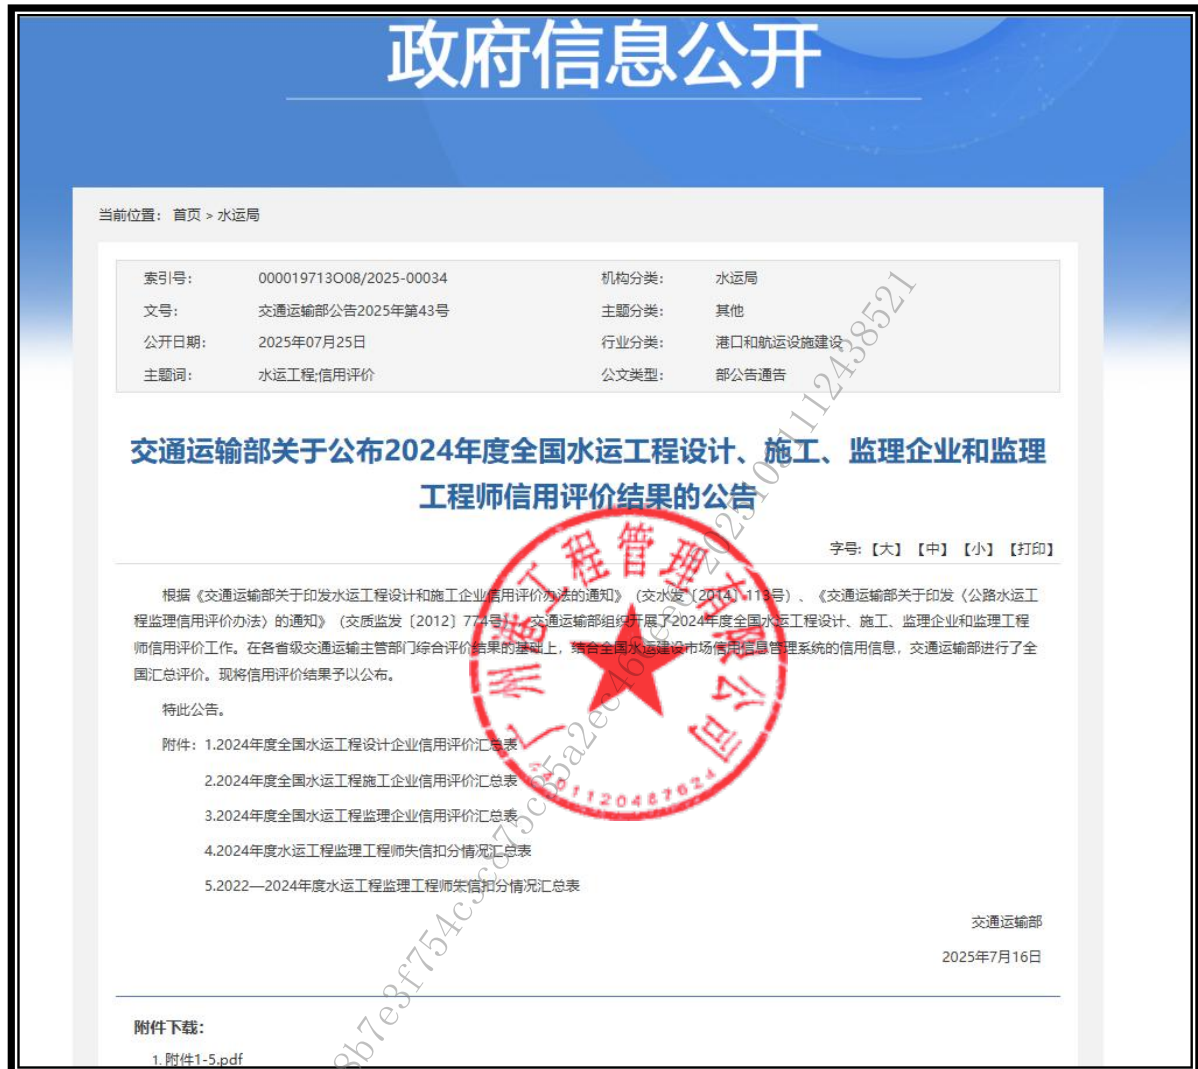 政府信息公开
当前位置： 首页 > 水运局
索引号： 000019713O08/2025-00034 机构分类： 水运局
文号： 交通运输部公告2025年第43号 主题分类： 其他
公开日期： 2025年07月25日 行业分类： 港口和航运设施建设
主题词： 水运工程;信用评价 公文类型： 部公告通告
交通运输部关于公布2024年度全国水运工程设计、施工、监理企业和监理
工程师信用评价结果的公告
字号:【大】【中】【小】【打印】
根据《交通运输部关于印发水运工程设计和施工企业信用评价办法的通知》（交水发〔2014〕113号）、《交通运输部关于印发〈公路水运工
程监理信用评价办法〉的通知》（交质监发〔2012〕774号），交通运输部组织开展了2024年度全国水运工程设计、施工、监理企业和监理工程
师信用评价工作。在各省级交通运输主管部门综合评价结果的基础上，结合全国水运建设市场信用信息管理系统的信用信息，交通运输部进行了全
国汇总评价。现将信用评价结果予以公布。
特此公告。
附件：1.2024年度全国水运工程设计企业信用评价汇总表
2.2024年度全国水运工程施工企业信用评价汇总表
3.2024年度全国水运工程监理企业信用评价汇总表
4.2024年度水运工程监理工程师失信扣分情况汇总表
5.2022—2024年度水运工程监理工程师失信扣分情况汇总表
广州港工程管理有限公司
交通运输部
2025年7月16日
附件下载：
1. 附件1-5.pdf